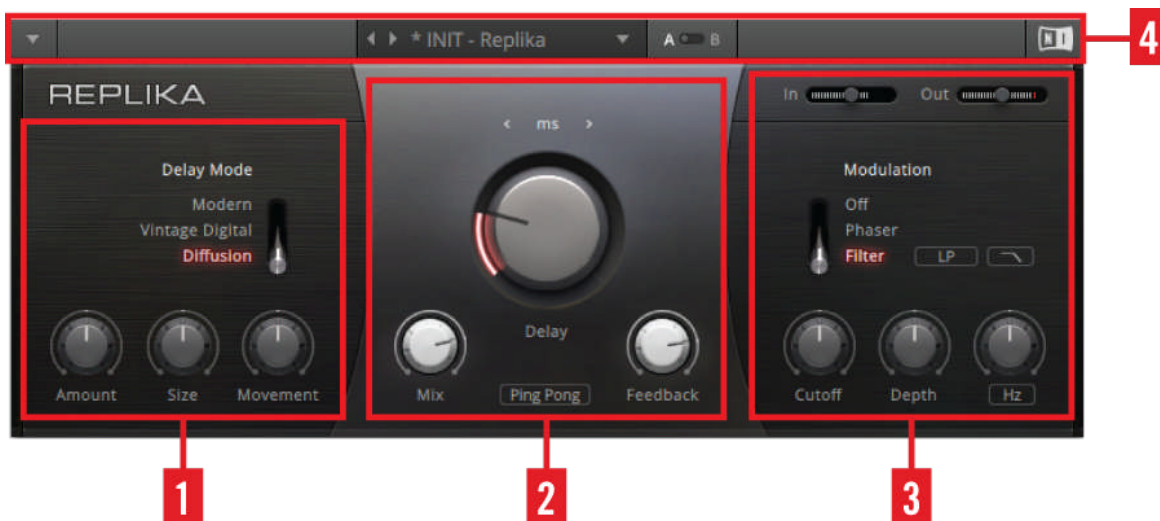 * INIT - Replika A B NI
4
REPLIKA
In Out
< ms >
Delay Mode
Modern
Vintage Digital
Diffusion
Amount Size Movement
Delay
Mix Ping Pong Feedback
Modulation
Off
Phaser
Filter LP
Cutoff Depth Hz
1 2 3